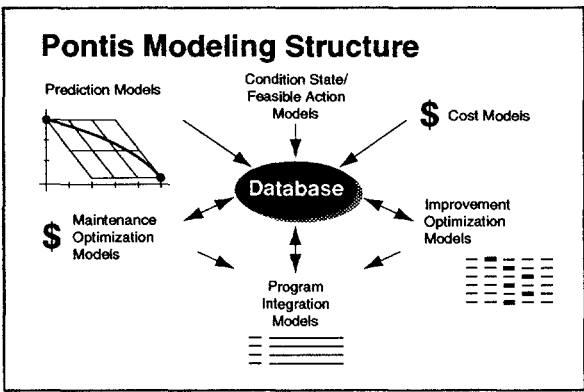 Pontis Modeling Structure
Prediction Models
Condition State/
Feasible Action
Models
$ Cost Models
Database
$ Maintenance
Optimization
Models
Improvement
Optimization
Models
Program
Integration
Models